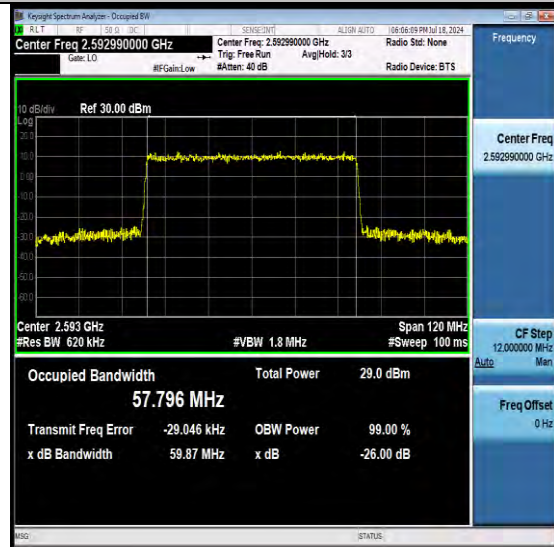 Keysight Spectrum Analyzer - Occupied BW
RLT RF 50 Ω DC SENSE:INT ALIGN AUTO 06:06:09 PM Jul 18, 2024
Center Freq 2.592990000 GHz Center Freq: 2.592990000 GHz Radio Std: None Frequency
Gate: LO Trig: Free Run Avg|Hold: 3/3
#IFGain:Low #Atten: 40 dB Radio Device: BTS
10 dB/div Ref 30.00 dBm
Log
20.0
10.0
0.00
-10.0
-20.0
-30.0
-40.0
-50.0
-60.0
Center Freq
2.592990000 GHz
Center 2.593 GHz Span 120 MHz
#Res BW 620 kHz #VBW 1.8 MHz #Sweep 100 ms
CF Step
12.000000 MHz
Auto Man
Occupied Bandwidth Total Power 29.0 dBm
57.796 MHz
Transmit Freq Error -29.046 kHz OBW Power 99.00 %
x dB Bandwidth 59.87 MHz x dB -26.00 dB
Freq Offset
0 Hz
MSG STATUS